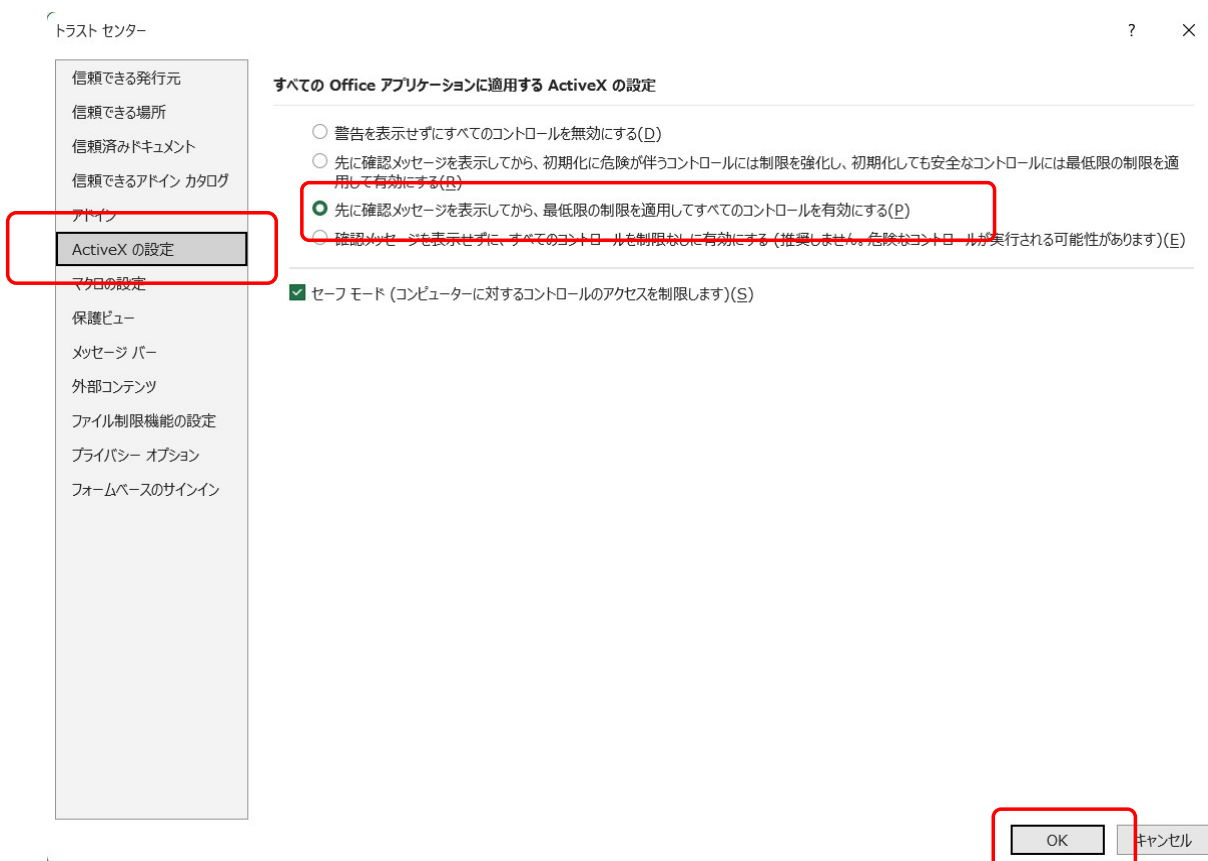 トラスト センター
? ×
信頼できる発行元
信頼できる場所
信頼済みドキュメント
信頼できるアドイン カタログ
アドイン
ActiveX の設定
マクロの設定
保護ビュー
メッセージ バー
外部コンテンツ
ファイル制限機能の設定
プライバシー オプション
フォームベースのサインイン
すべての Office アプリケーションに適用する ActiveX の設定
警告を表示せずにすべてのコントロールを無効にする(D)
先に確認メッセージを表示してから、初期化に危険が伴うコントロールには制限を強化し、初期化しても安全なコントロールには最低限の制限を適
用して有効にする(R)
先に確認メッセージを表示してから、最低限の制限を適用してすべてのコントロールを有効にする(P)
確認メッセージを表示せずに、すべてのコントロールを制限なしに有効にする (推奨しません。危険なコントロールが実行される可能性があります)(E)
セーフ モード (コンピューターに対するコントロールのアクセスを制限します)(S)
OK
キャンセル